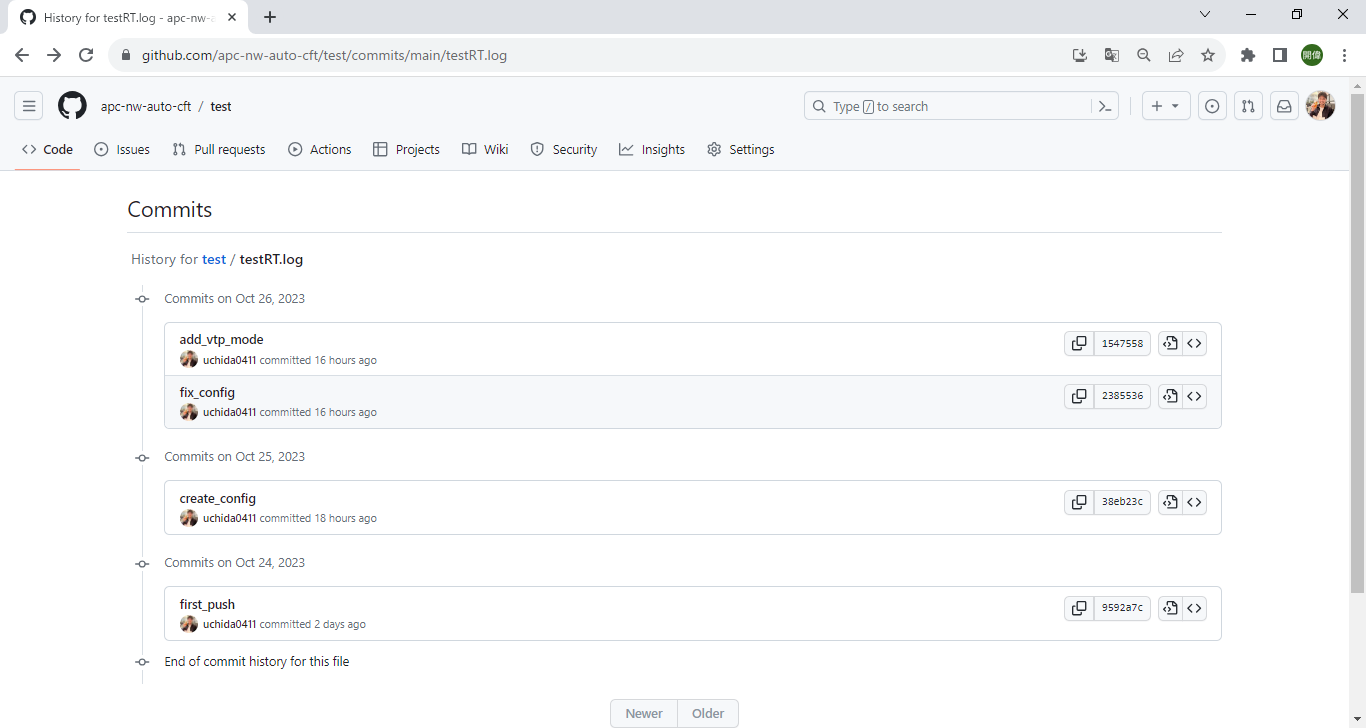 History for testRT.log - apc-nw-a
github.com/apc-nw-auto-cft/test/commits/main/testRT.log
開偉
apc-nw-auto-cft / test
Type / to search
Code Issues Pull requests Actions Projects Wiki Security Insights Settings
Commits
History for test / testRT.log
Commits on Oct 26, 2023
add_vtp_mode
1547558
uchida0411 committed 16 hours ago
fix_config
2385536
uchida0411 committed 16 hours ago
Commits on Oct 25, 2023
create_config
38eb23c
uchida0411 committed 18 hours ago
Commits on Oct 24, 2023
first_push
9592a7c
uchida0411 committed 2 days ago
End of commit history for this file
Newer Older